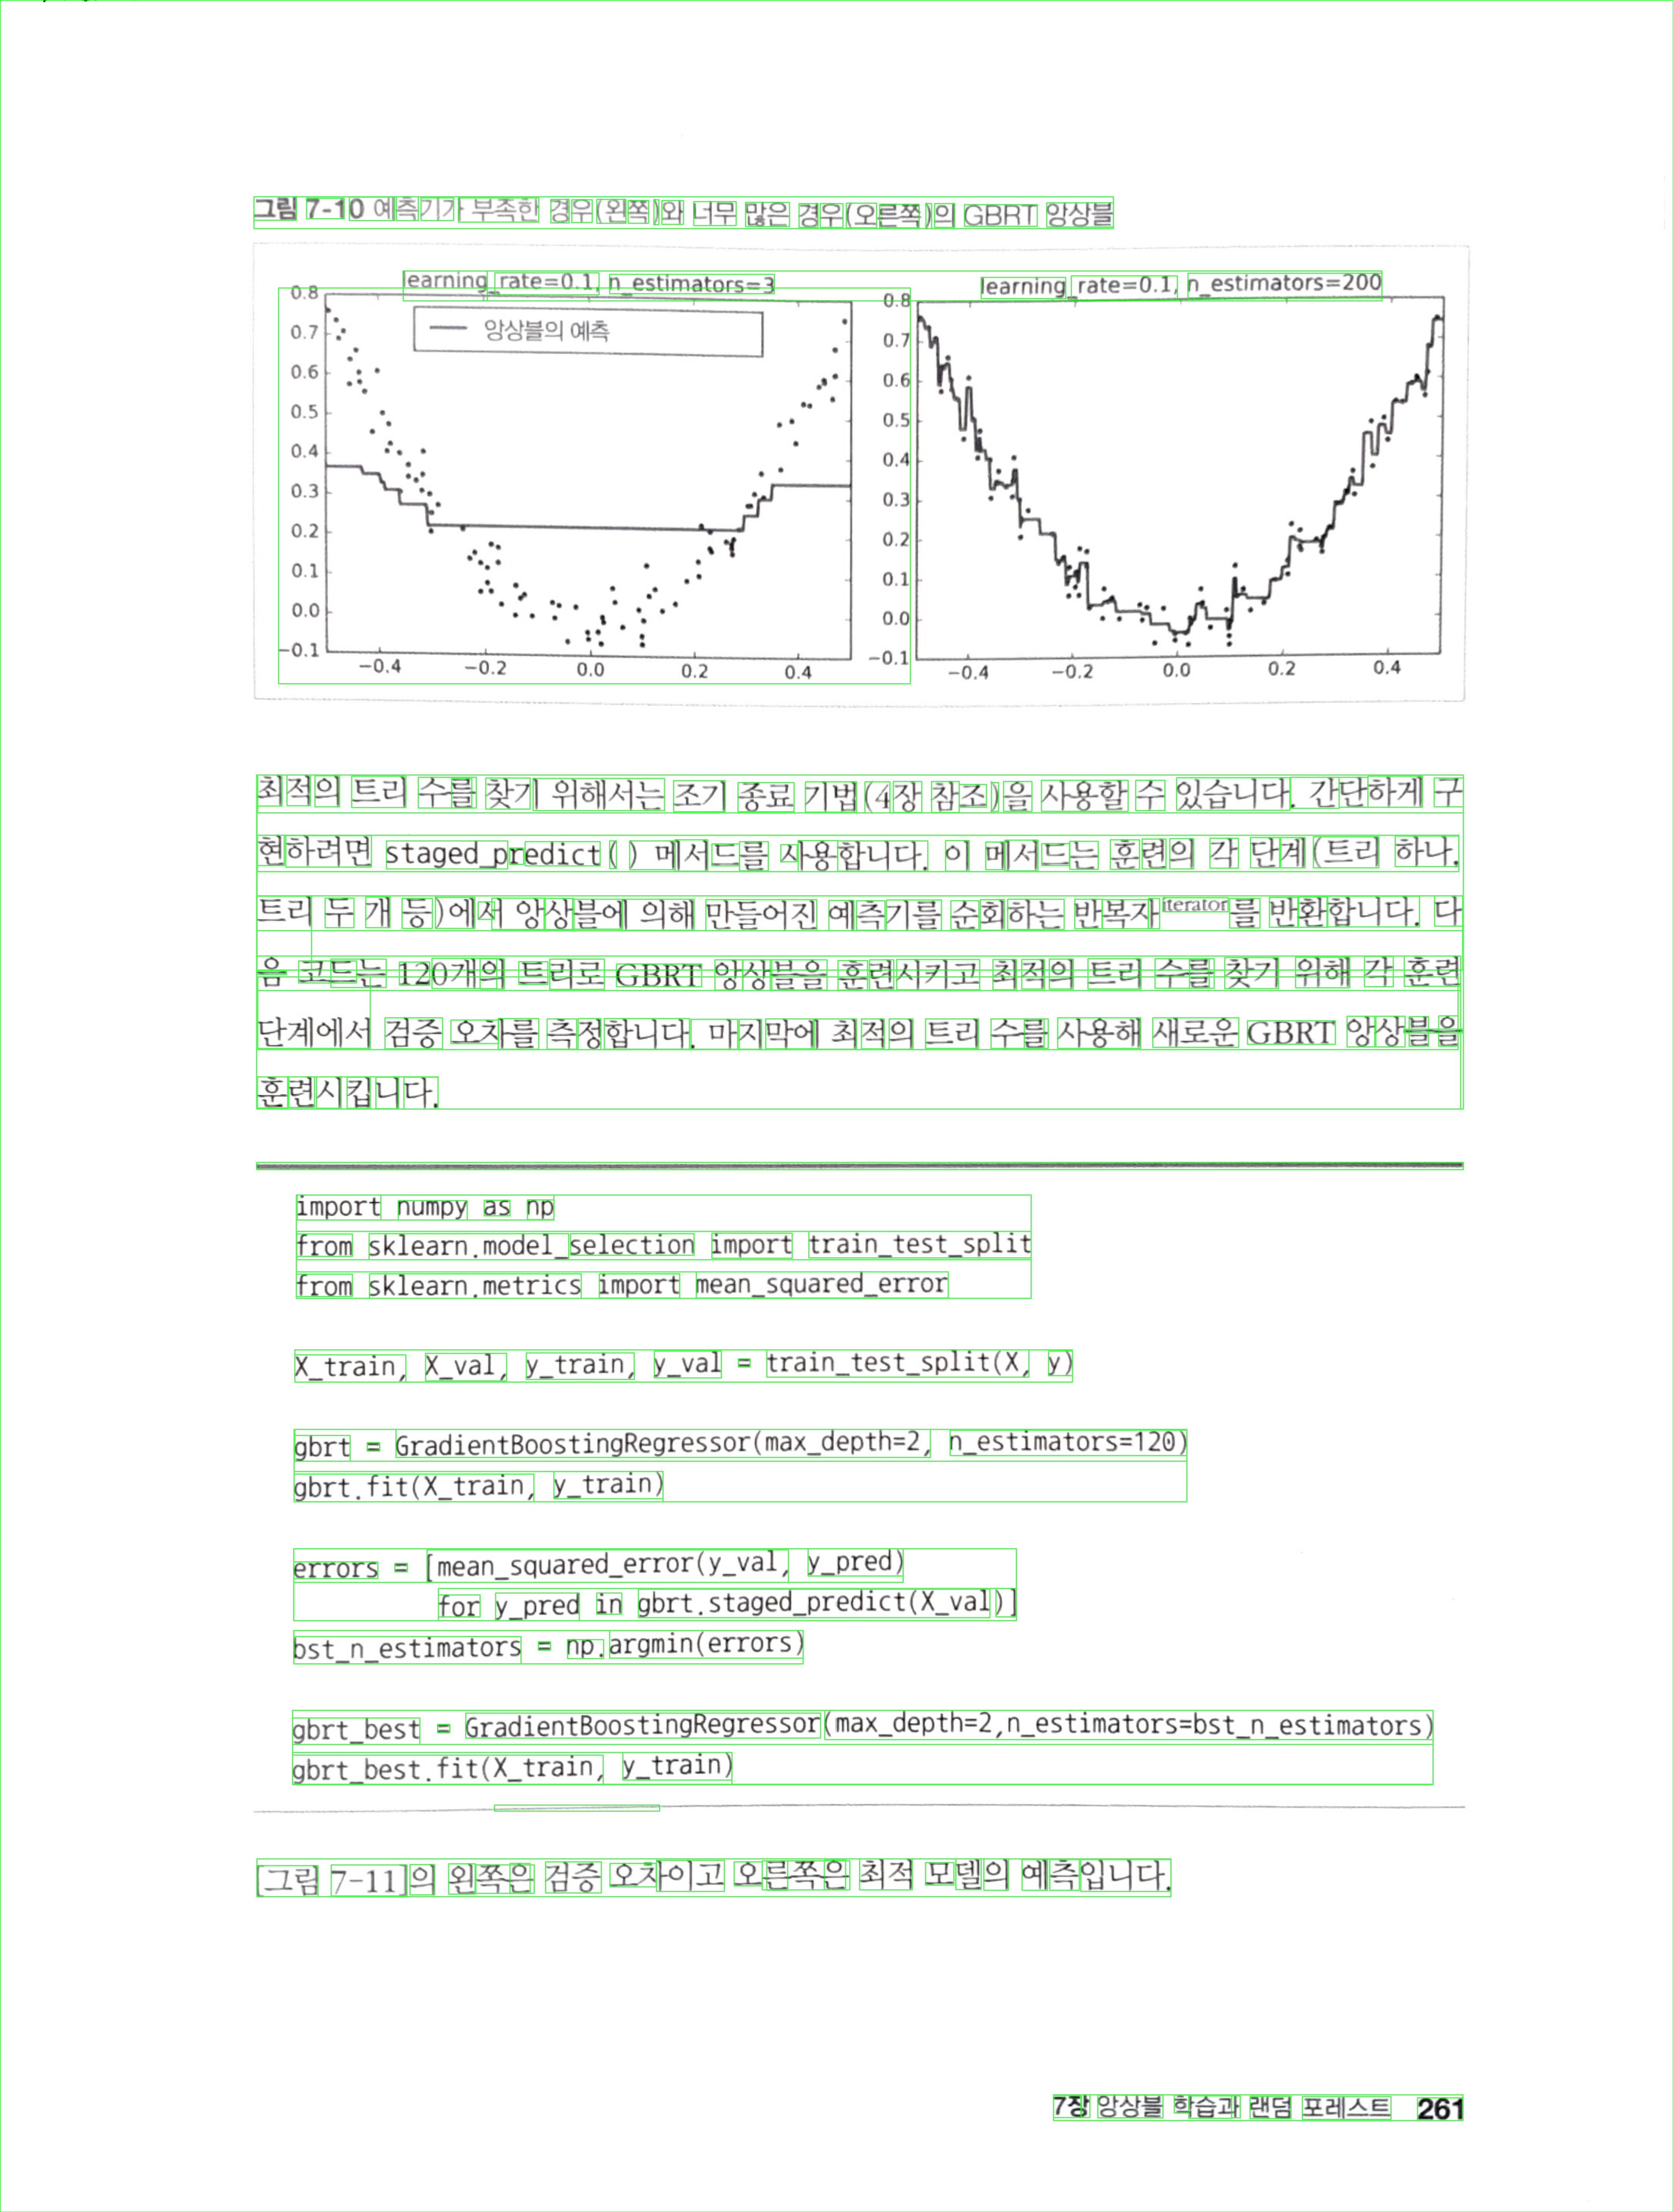 그림 7-10 예측기가 부족한 경우(왼쪽)와 너무 많은 경우(오른쪽)의 GBRT 앙상블
learning_rate=0.1, n_estimators=3
learning_rate=0.1, n_estimators=200
앙상블의 예측
0.8
0.7
0.6
0.5
0.4
0.3
0.2
0.1
0.0
−0.1
−0.4 −0.2 0.0 0.2 0.4
0.8
0.7
0.6
0.5
0.4
0.3
0.2
0.1
0.0
−0.1
−0.4 −0.2 0.0 0.2 0.4
최적의 트리 수를 찾기 위해서는 조기 종료 기법(4장 참조)을 사용할 수 있습니다. 간단하게 구
현하려면 staged_predict( ) 메서드를 사용합니다. 이 메서드는 훈련의 각 단계(트리 하나,
트리 두 개 등)에서 앙상블에 의해 만들어진 예측기를 순회하는 반복자iterator를 반환합니다. 다
음 코드는 120개의 트리로 GBRT 앙상블을 훈련시키고 최적의 트리 수를 찾기 위해 각 훈련
단계에서 검증 오차를 측정합니다. 마지막에 최적의 트리 수를 사용해 새로운 GBRT 앙상블을
훈련시킵니다.
import numpy as np
from sklearn.model_selection import train_test_split
from sklearn.metrics import mean_squared_error
X_train, X_val, y_train, y_val = train_test_split(X, y)
gbrt = GradientBoostingRegressor(max_depth=2, n_estimators=120)
gbrt.fit(X_train, y_train)
errors = [mean_squared_error(y_val, y_pred)
for y_pred in gbrt.staged_predict(X_val)]
bst_n_estimators = np.argmin(errors)
gbrt_best = GradientBoostingRegressor(max_depth=2,n_estimators=bst_n_estimators)
gbrt_best.fit(X_train, y_train)
[그림 7-11]의 왼쪽은 검증 오차이고 오른쪽은 최적 모델의 예측입니다.
7장 앙상블 학습과 랜덤 포레스트 261